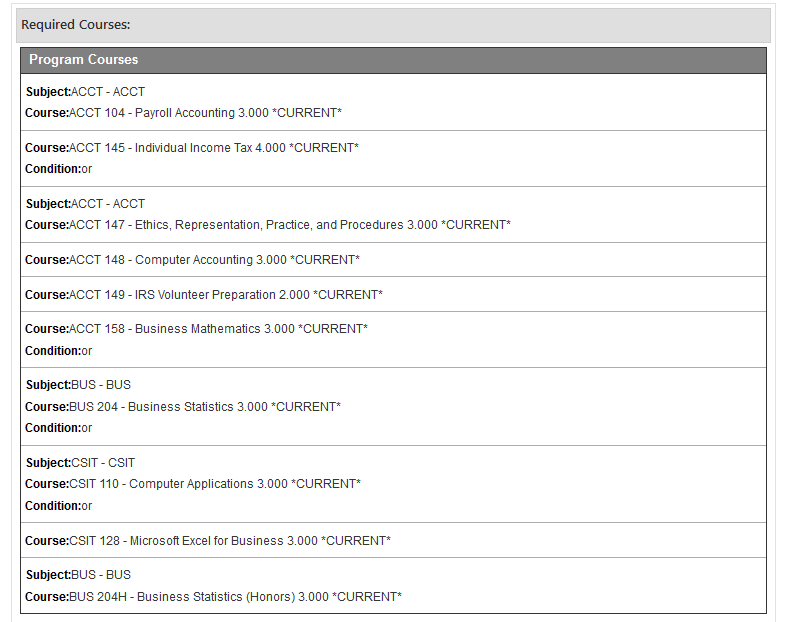 Required Courses:
Program Courses
Subject:ACCT - ACCT
Course:ACCT 104 - Payroll Accounting 3.000 *CURRENT*
Course:ACCT 145 - Individual Income Tax 4.000 *CURRENT*
Condition:or
Subject:ACCT - ACCT
Course:ACCT 147 - Ethics, Representation, Practice, and Procedures 3.000 *CURRENT*
Course:ACCT 148 - Computer Accounting 3.000 *CURRENT*
Course:ACCT 149 - IRS Volunteer Preparation 2.000 *CURRENT*
Course:ACCT 158 - Business Mathematics 3.000 *CURRENT*
Condition:or
Subject:BUS - BUS
Course:BUS 204 - Business Statistics 3.000 *CURRENT*
Condition:or
Subject:CSIT - CSIT
Course:CSIT 110 - Computer Applications 3.000 *CURRENT*
Condition:or
Course:CSIT 128 - Microsoft Excel for Business 3.000 *CURRENT*
Subject:BUS - BUS
Course:BUS 204H - Business Statistics (Honors) 3.000 *CURRENT*